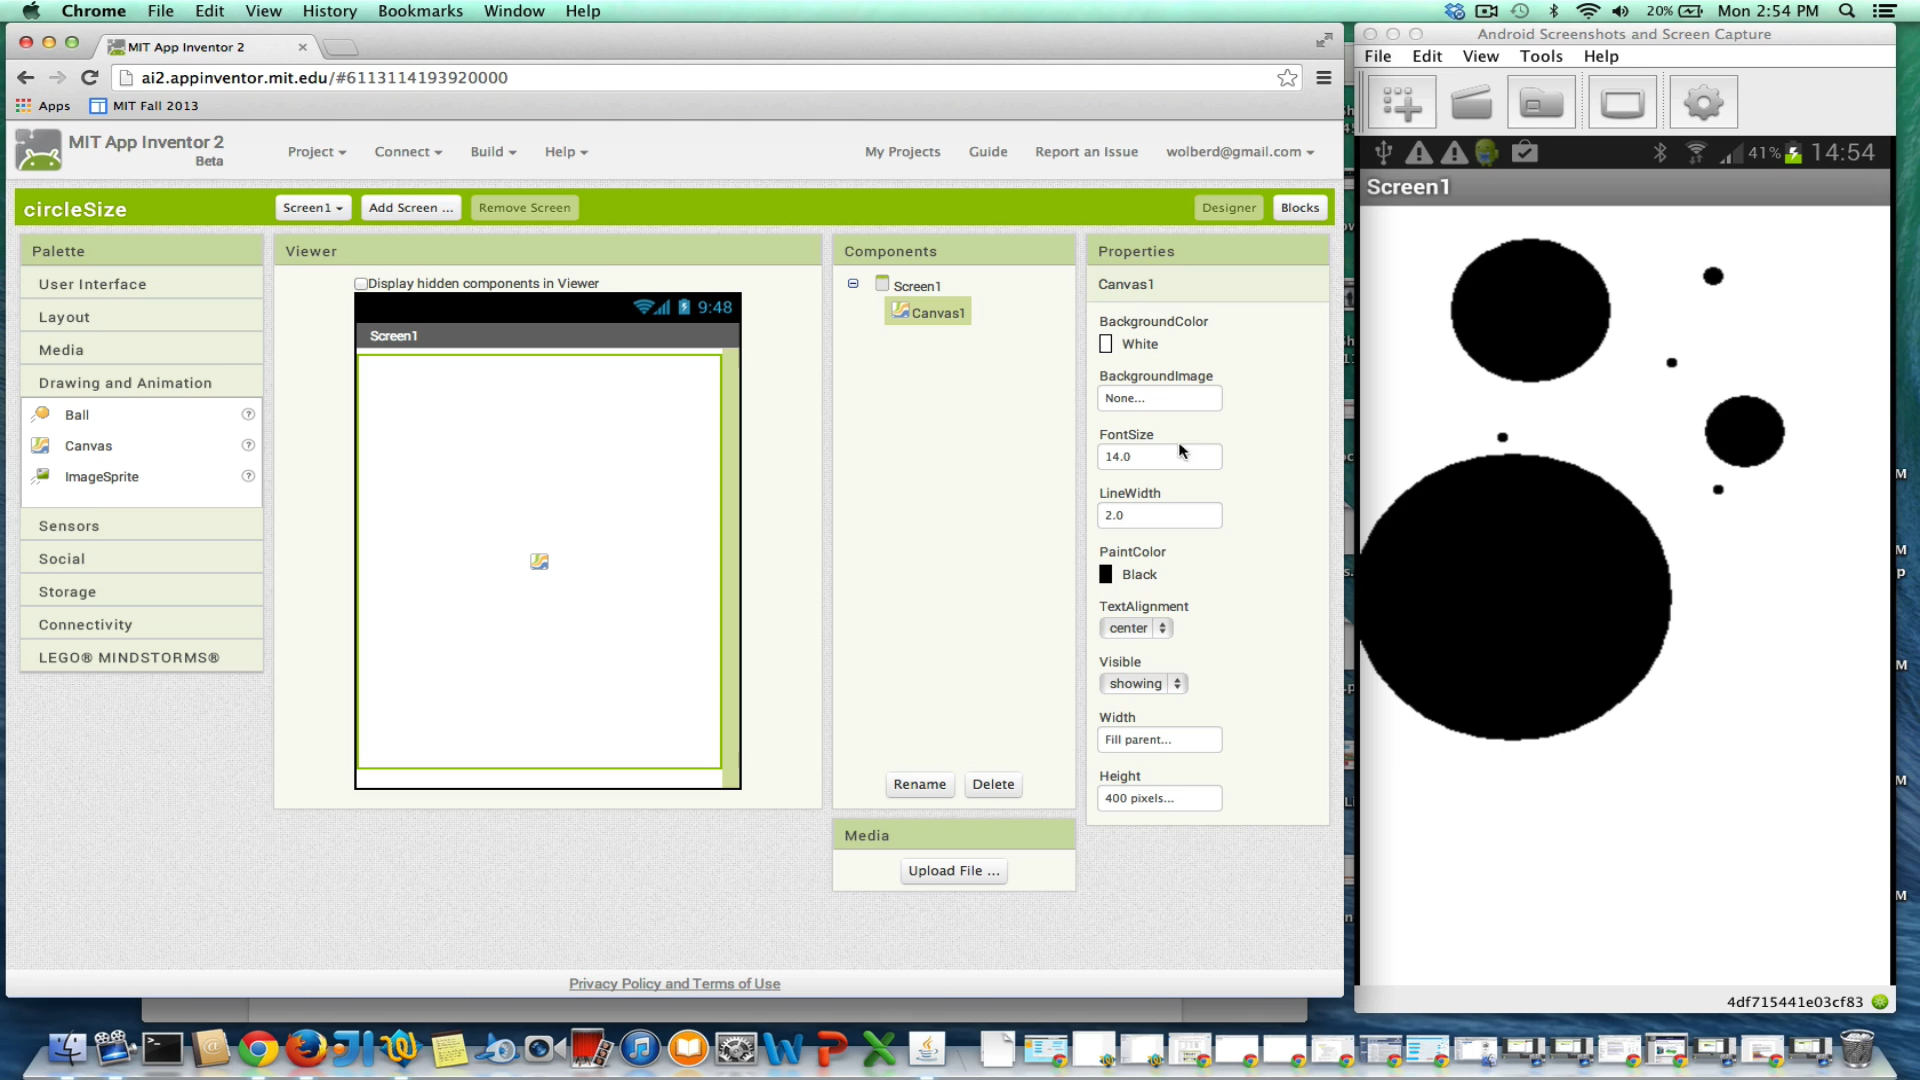 Chrome File Edit View History Bookmarks Window Help
20% Mon 2:54 PM
MIT App Inventor 2
ai2.appinventor.mit.edu/#6113114193920000
Apps MIT Fall 2013
MIT App Inventor 2
Beta
Project Connect Build Help
My Projects Guide Report an Issue wolberd@gmail.com
circleSize
Screen1 Add Screen ... Remove Screen
Designer Blocks
Palette
User Interface
Layout
Media
Drawing and Animation
Ball
Canvas
ImageSprite
Sensors
Social
Storage
Connectivity
LEGO® MINDSTORMS®
Viewer
Display hidden components in Viewer
9:48
Screen1
Components
Screen1
Canvas1
Rename Delete
Media
Upload File ...
Properties
Canvas1
BackgroundColor
White
BackgroundImage
None...
FontSize
14.0
LineWidth
2.0
PaintColor
Black
TextAlignment
center
Visible
showing
Width
Fill parent...
Height
400 pixels...
Privacy Policy and Terms of Use
Android Screenshots and Screen Capture
File Edit View Tools Help
41% 14:54
Screen1
4df715441e03cf83